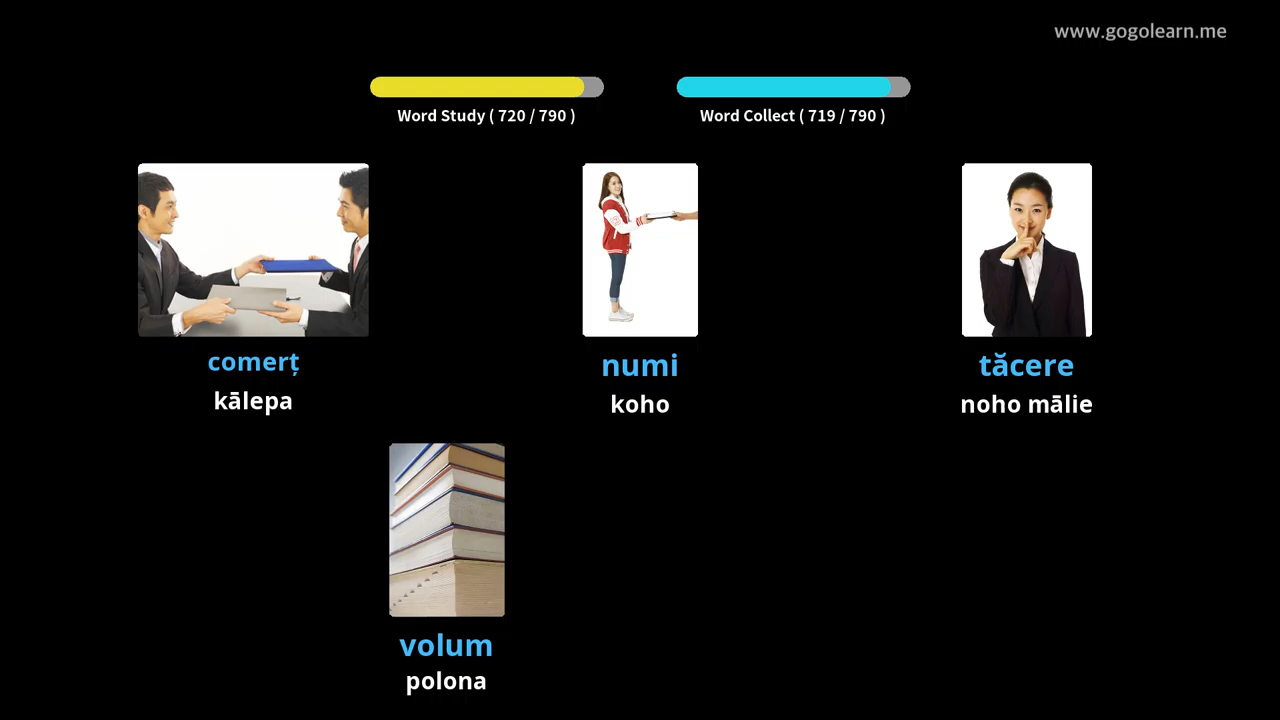 www.gogolearn.me
Word Study ( 720 / 790 )
Word Collect ( 719 / 790 )
comerț
kālepa
numi
koho
tăcere
noho mālie
volum
polona